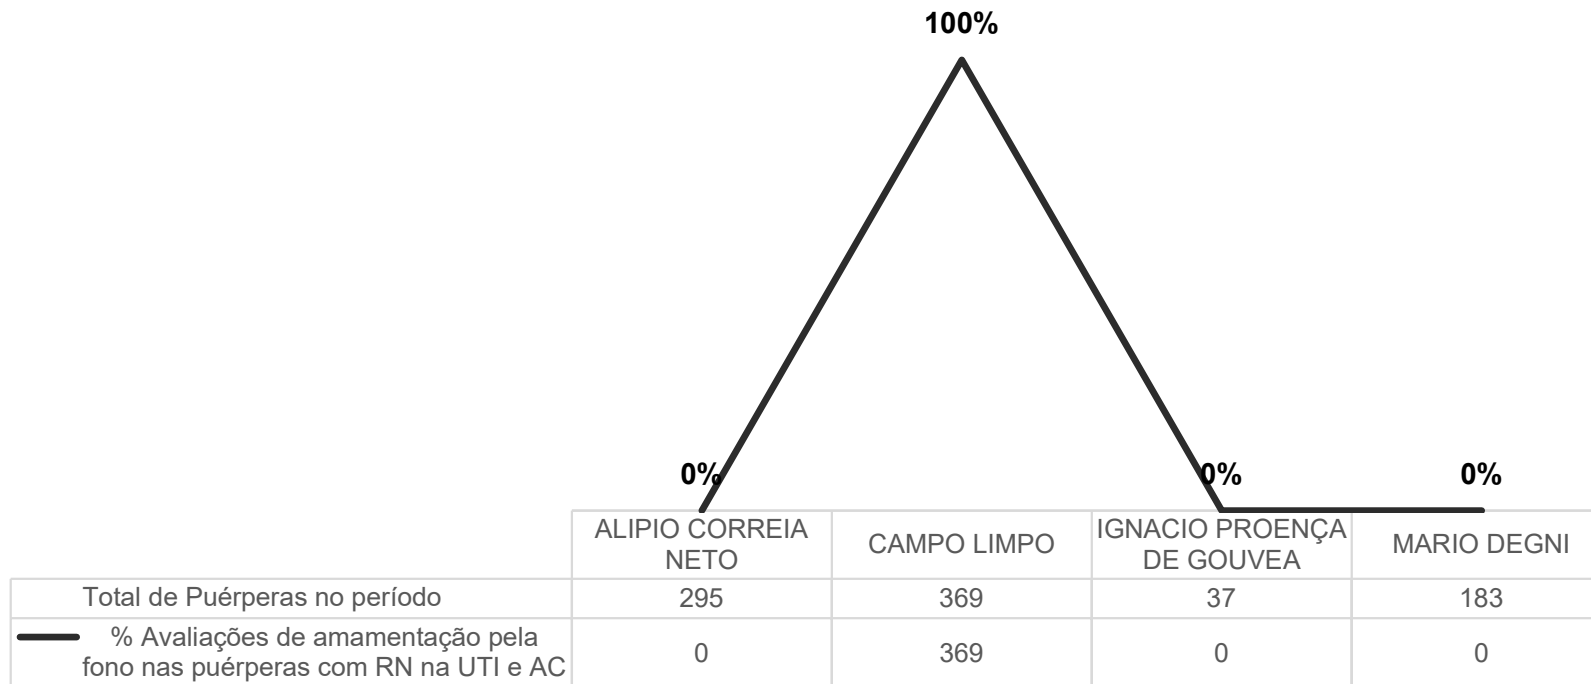 100%
0%
0%
0%
ALIPIO CORREIA
NETO
CAMPO LIMPO
IGNACIO PROENÇA
DE GOUVEA
MARIO DEGNI
Total de Puérperas no período
295
369
37
183
% Avaliações de amamentação pela
fono nas puérperas com RN na UTI e AC
0
369
0
0